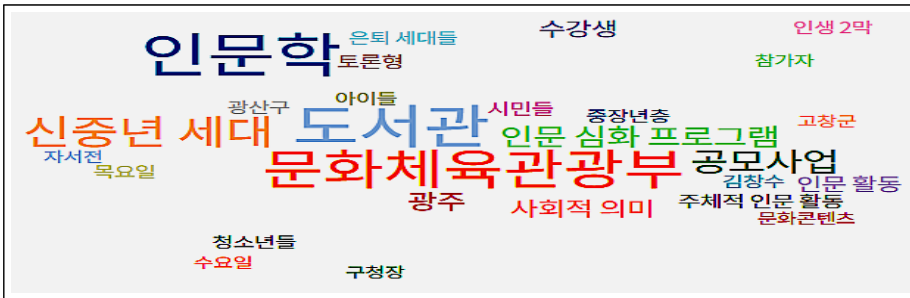 수강생
인생 2막
인문학
은퇴 세대들
토론형
참가자
아이들
광산구
시민들
신중년 세대
도서관
중장년층
고창군
인문 심화 프로그램
자서전
목요일
문화체육관광부
공모사업
김창수
인문 활동
광주
사회적 의미
주체적 인문 활동
문화콘텐츠
청소년들
수요일
구청장